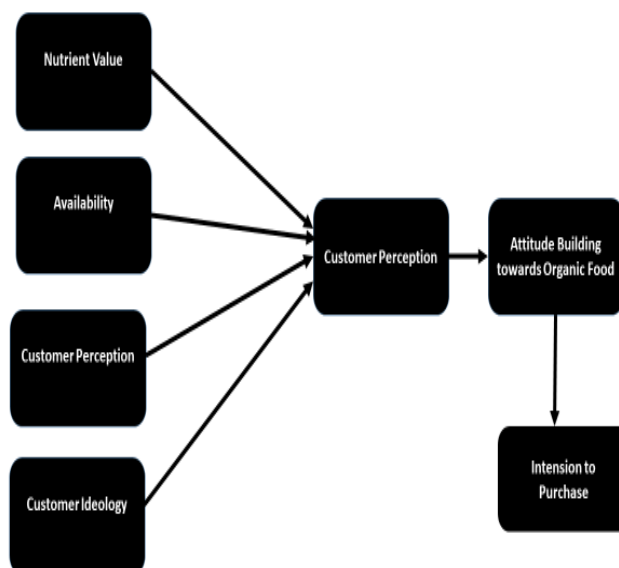 Nutrient Value
Availability
Customer Perception
Customer Ideology
Customer Perception
Attitude Building
towards Organic Food
Intension to
Purchase